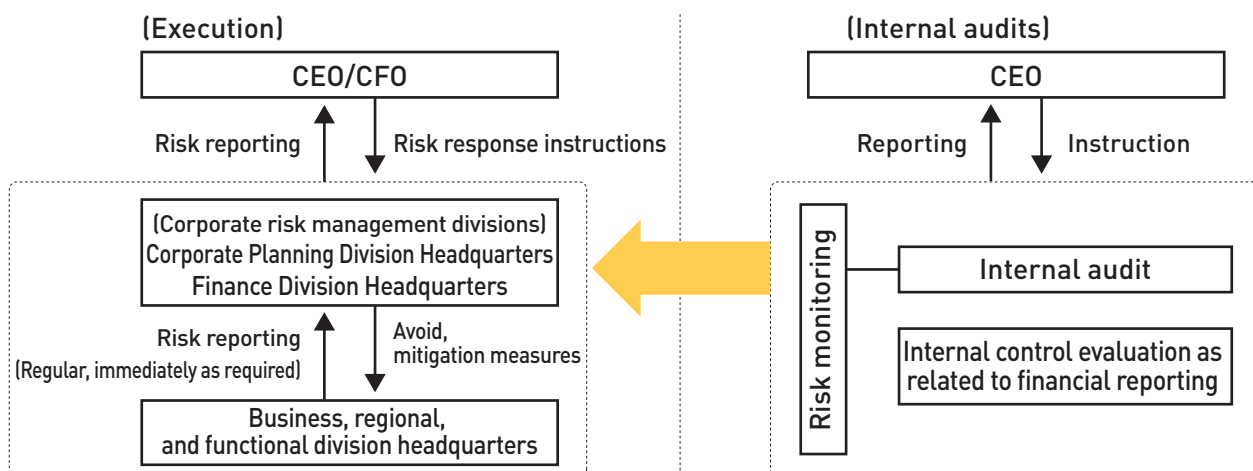 (Execution)
CEO/CFO
Risk reporting
Risk response instructions
(Corporate risk management divisions)
Corporate Planning Division Headquarters
Finance Division Headquarters
Risk reporting
(Regular, immediately as required)
Avoid,
mitigation measures
Business, regional,
and functional division headquarters
(Internal audits)
CEO
Reporting
Instruction
Risk monitoring
Internal audit
Internal control evaluation as
related to financial reporting